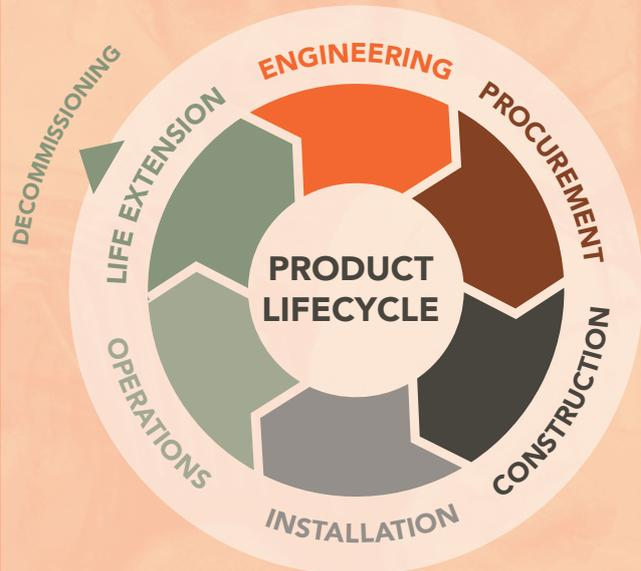 ENGINEERING
PROCUREMENT
CONSTRUCTION
INSTALLATION
OPERATIONS
LIFE EXTENSION
DECOMMISSIONING
PRODUCT
LIFECYCLE